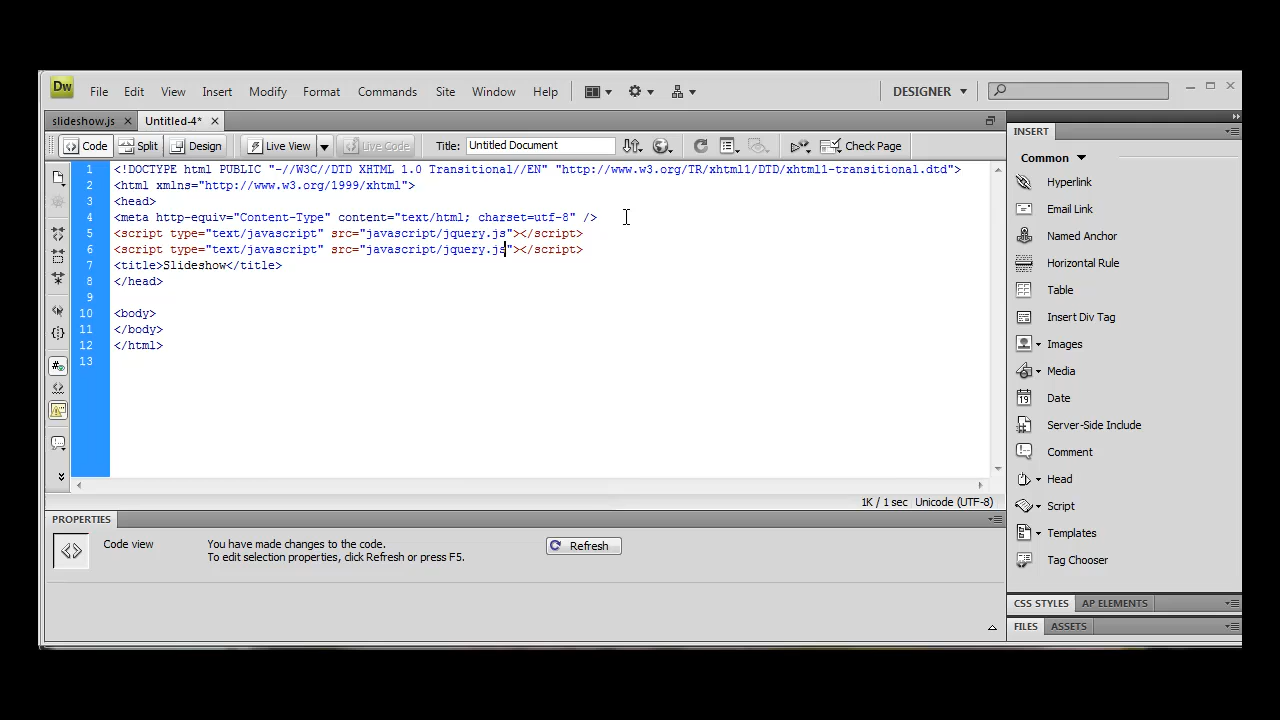 Dw File Edit View Insert Modify Format Commands Site Window Help DESIGNER
slideshow.js Untitled-4*
Code Split Design Live View Live Code Title: Untitled Document Check Page
1 <!DOCTYPE html PUBLIC "-//W3C//DTD XHTML 1.0 Transitional//EN" "http://www.w3.org/TR/xhtml1/DTD/xhtml1-transitional.dtd">
2 <html xmlns="http://www.w3.org/1999/xhtml">
3 <head>
4 <meta http-equiv="Content-Type" content="text/html; charset=utf-8" />
5 <script type="text/javascript" src="javascript/jquery.js"></script>
6 <script type="text/javascript" src="javascript/jquery.js"></script>
7 <title>Slideshow</title>
8 </head>
9
10 <body>
11 </body>
12 </html>
13
1K / 1 sec Unicode (UTF-8)
PROPERTIES
Code view You have made changes to the code. Refresh
To edit selection properties, click Refresh or press F5.
INSERT
Common
Hyperlink
Email Link
Named Anchor
Horizontal Rule
Table
Insert Div Tag
Images
Media
19 Date
Server-Side Include
Comment
Head
Script
Templates
Tag Chooser
CSS STYLES AP ELEMENTS
FILES ASSETS